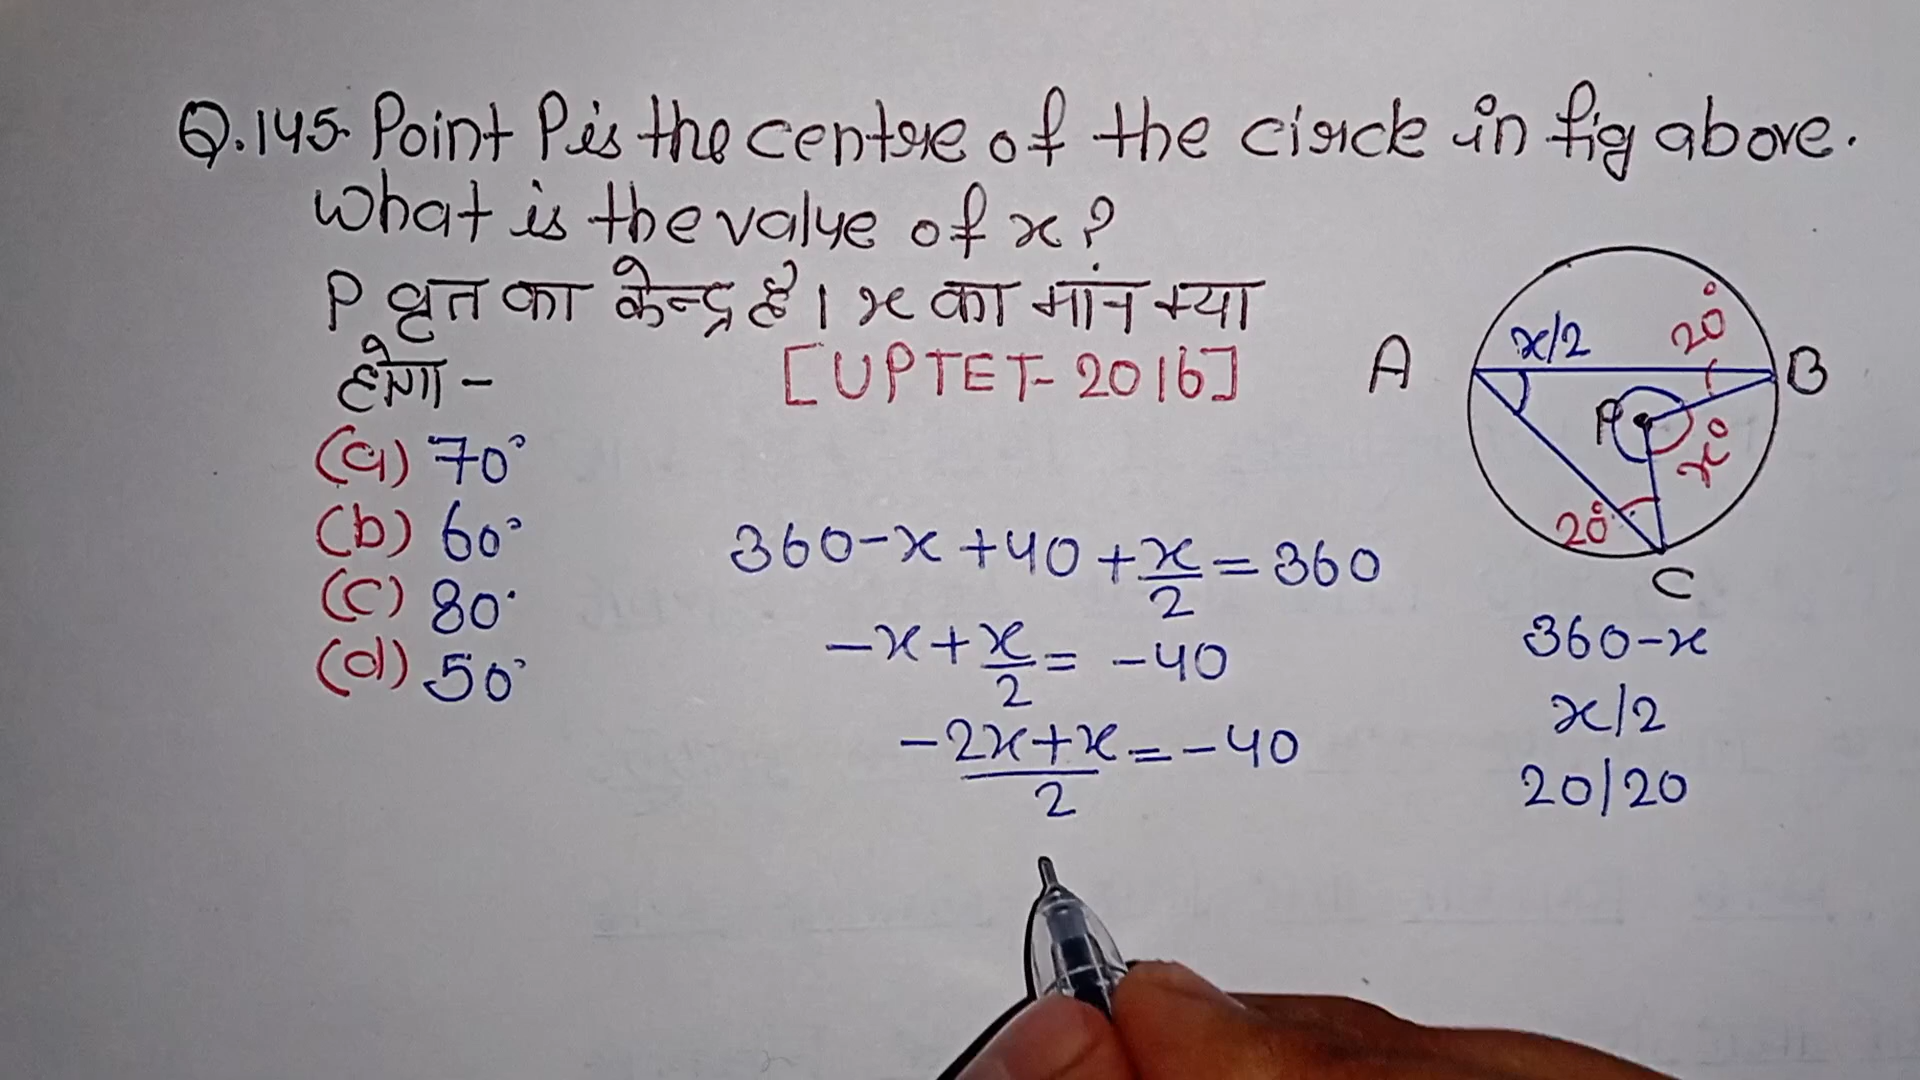 Q.145. Point P is the centre of the circle in fig above.
What is the value of x?
P वृत का केन्द्र है। x का मांन क्या
होगा -
[UPTET-2016]
(a) 70°
(b) 60°
(c) 80°
(d) 50°
A
x/2
20°
B
P
x°
20°
C
360-x+40+x/2=360
-x+x/2=-40
-2x+x/2=-40
360-x
x/2
20/20